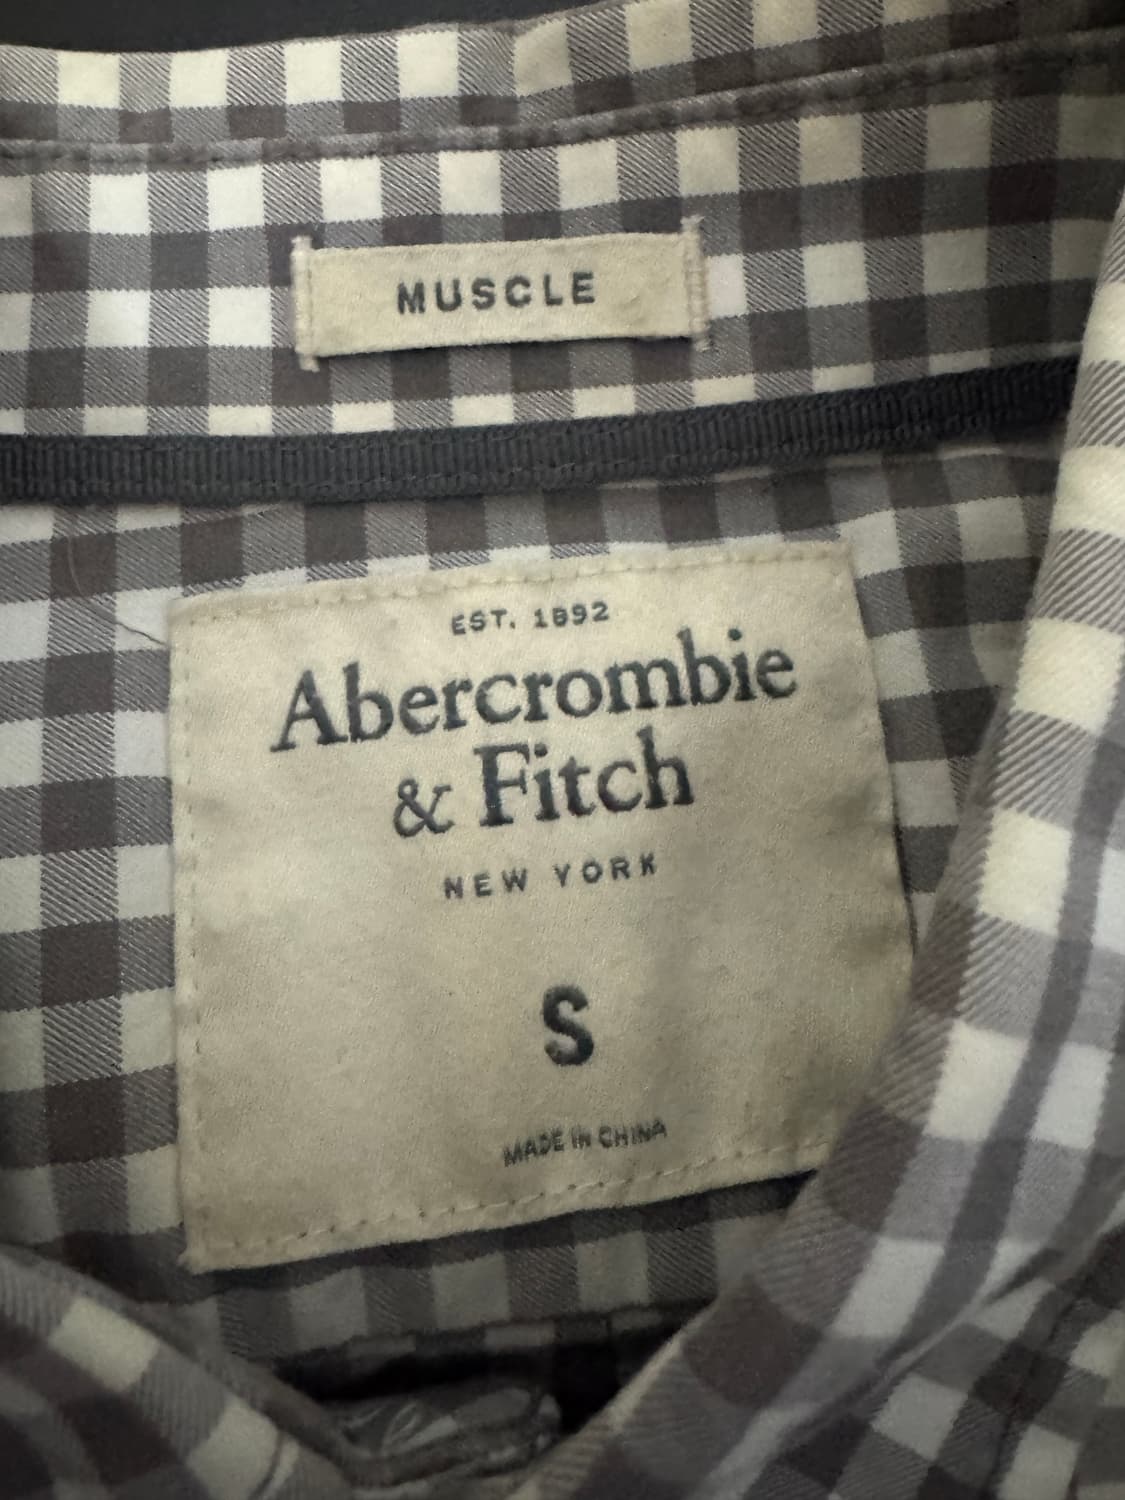 MUSCLE
EST. 1892
Abercrombie
& Fitch
NEW YORK
S
MADE IN CHINA